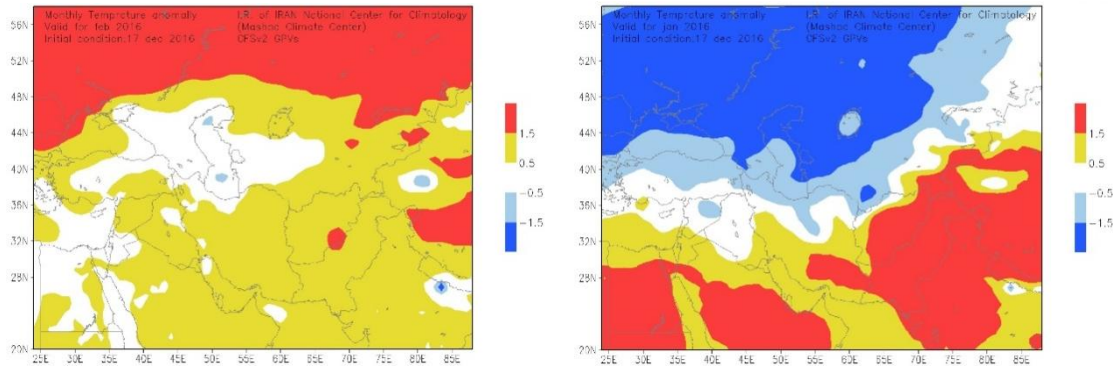 Monthly Tempratcre anomaly I.R. of IRAN National Center for Climatology
Valid for feb 2016 (Mashad Climate Center)
Initial condition.17 dec 2016 CFSv2 GPVs
56N
52N
48N
44N
40N
36N
32N
28N
24N
20N
25E 30E 35E 40E 45E 50E 55E 60E 65E 70E 75E 80E 85E
1.5
0.5
−0.5
−1.5
Monthly Tempratcre anomaly I.R. of IRAN National Center for Climatology
Valid for jan 2016 (Mashad Climate Center)
Initial condition.17 dec 2016 CFSv2 GPVs
56N
52N
48N
44N
40N
36N
32N
28N
24N
20N
25E 30E 35E 40E 45E 50E 55E 60E 65E 70E 75E 80E 85E
1.5
0.5
−0.5
−1.5